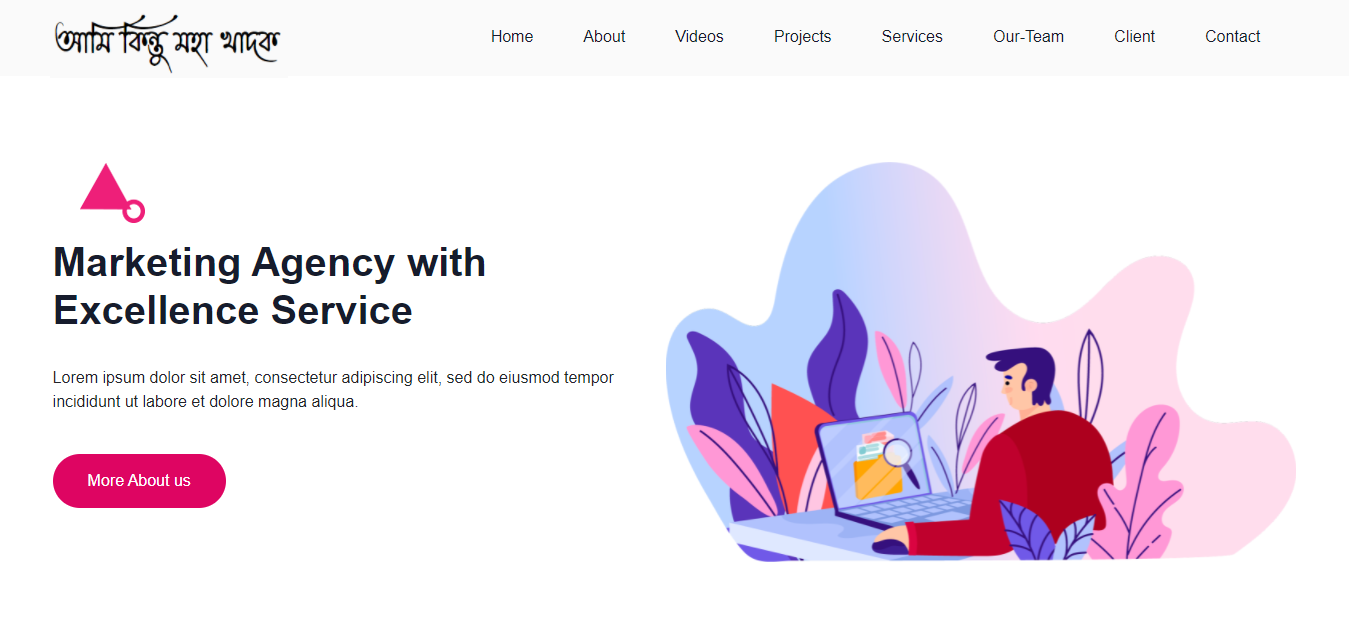 আমি কিন্তু মহা খাদক
Home About Videos Projects Services Our-Team Client Contact
Marketing Agency with
Excellence Service
Lorem ipsum dolor sit amet, consectetur adipiscing elit, sed do eiusmod tempor
incididunt ut labore et dolore magna aliqua.
More About us